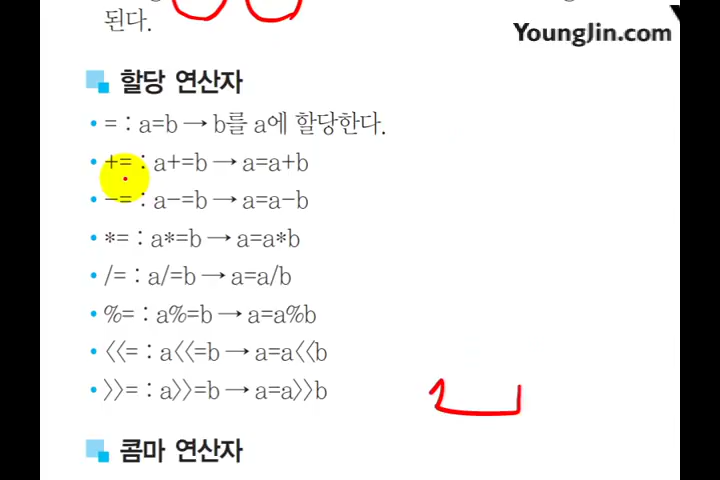 된다.
YoungJin.com
할당 연산자
• = : a=b → b를 a에 할당한다.
• += : a+=b → a=a+b
• -= : a-=b → a=a-b
• *= : a*=b → a=a*b
• /= : a/=b → a=a/b
• %= : a%=b → a=a%b
• 〈〈= : a〈〈=b → a=a〈〈b
• 〉〉= : a〉〉=b → a=a〉〉b
콤마 연산자